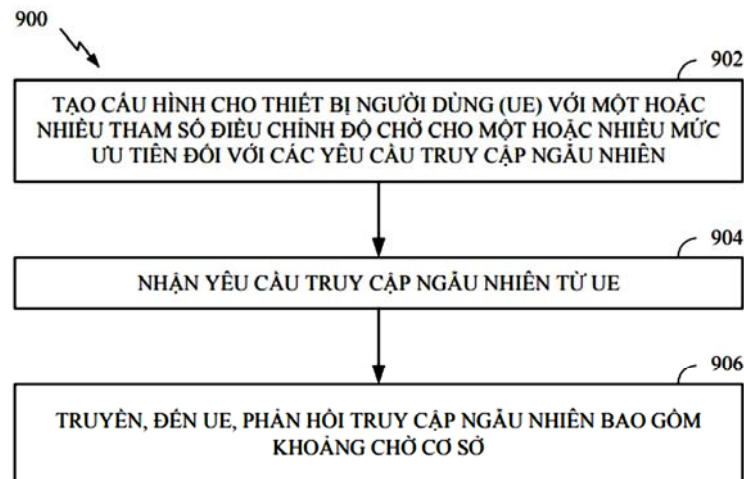 900
902
TẠO CẤU HÌNH CHO THIẾT BỊ NGƯỜI DÙNG (UE) VỚI MỘT HOẶC
NHIỀU THAM SỐ ĐIỀU CHỈNH ĐỘ CHỜ CHO MỘT HOẶC NHIỀU MỨC
ƯU TIÊN ĐỐI VỚI CÁC YÊU CẦU TRUY CẬP NGẪU NHIÊN
904
NHẬN YÊU CẦU TRUY CẬP NGẪU NHIÊN TỪ UE
906
TRUYỀN, ĐẾN UE, PHẢN HỒI TRUY CẬP NGẪU NHIÊN BAO GỒM
KHOẢNG CHỜ CƠ SỞ